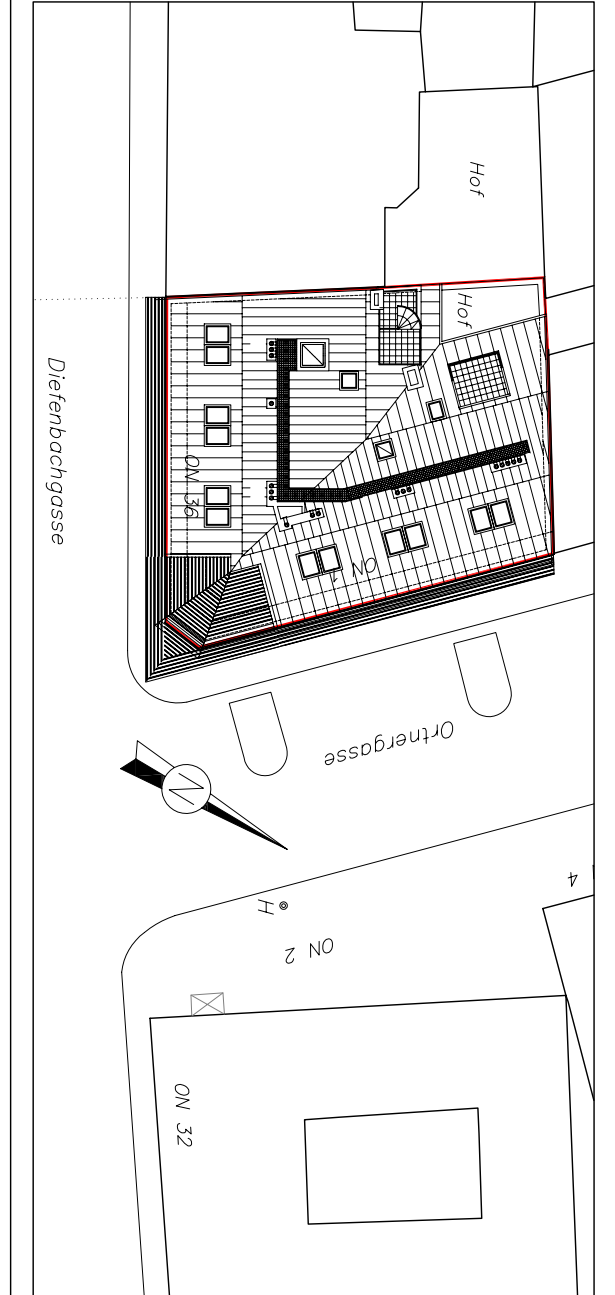 Hof
Hof
Diefenbachgasse
ON 36
ON 1
Ortnergasse
N
4
H
ON 2
ON 32